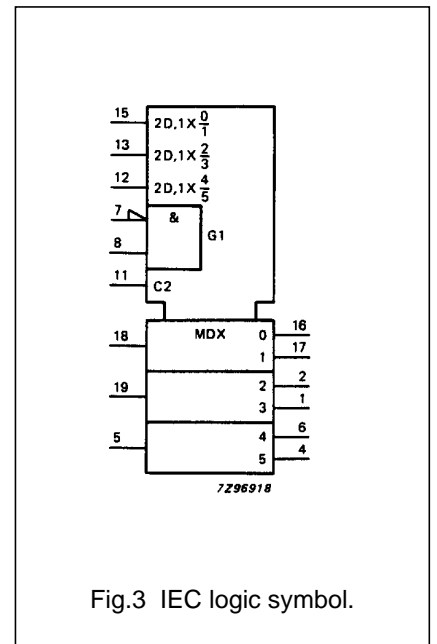 15 2D,1X 0/1
13 2D,1X 2/3
12 2D,1X 4/5
7 &
G1
8
11 C2
18 MDX 0 16
1 17
19 2 2
3 1
5 4 6
5 4
7Z96918
Fig.3 IEC logic symbol.